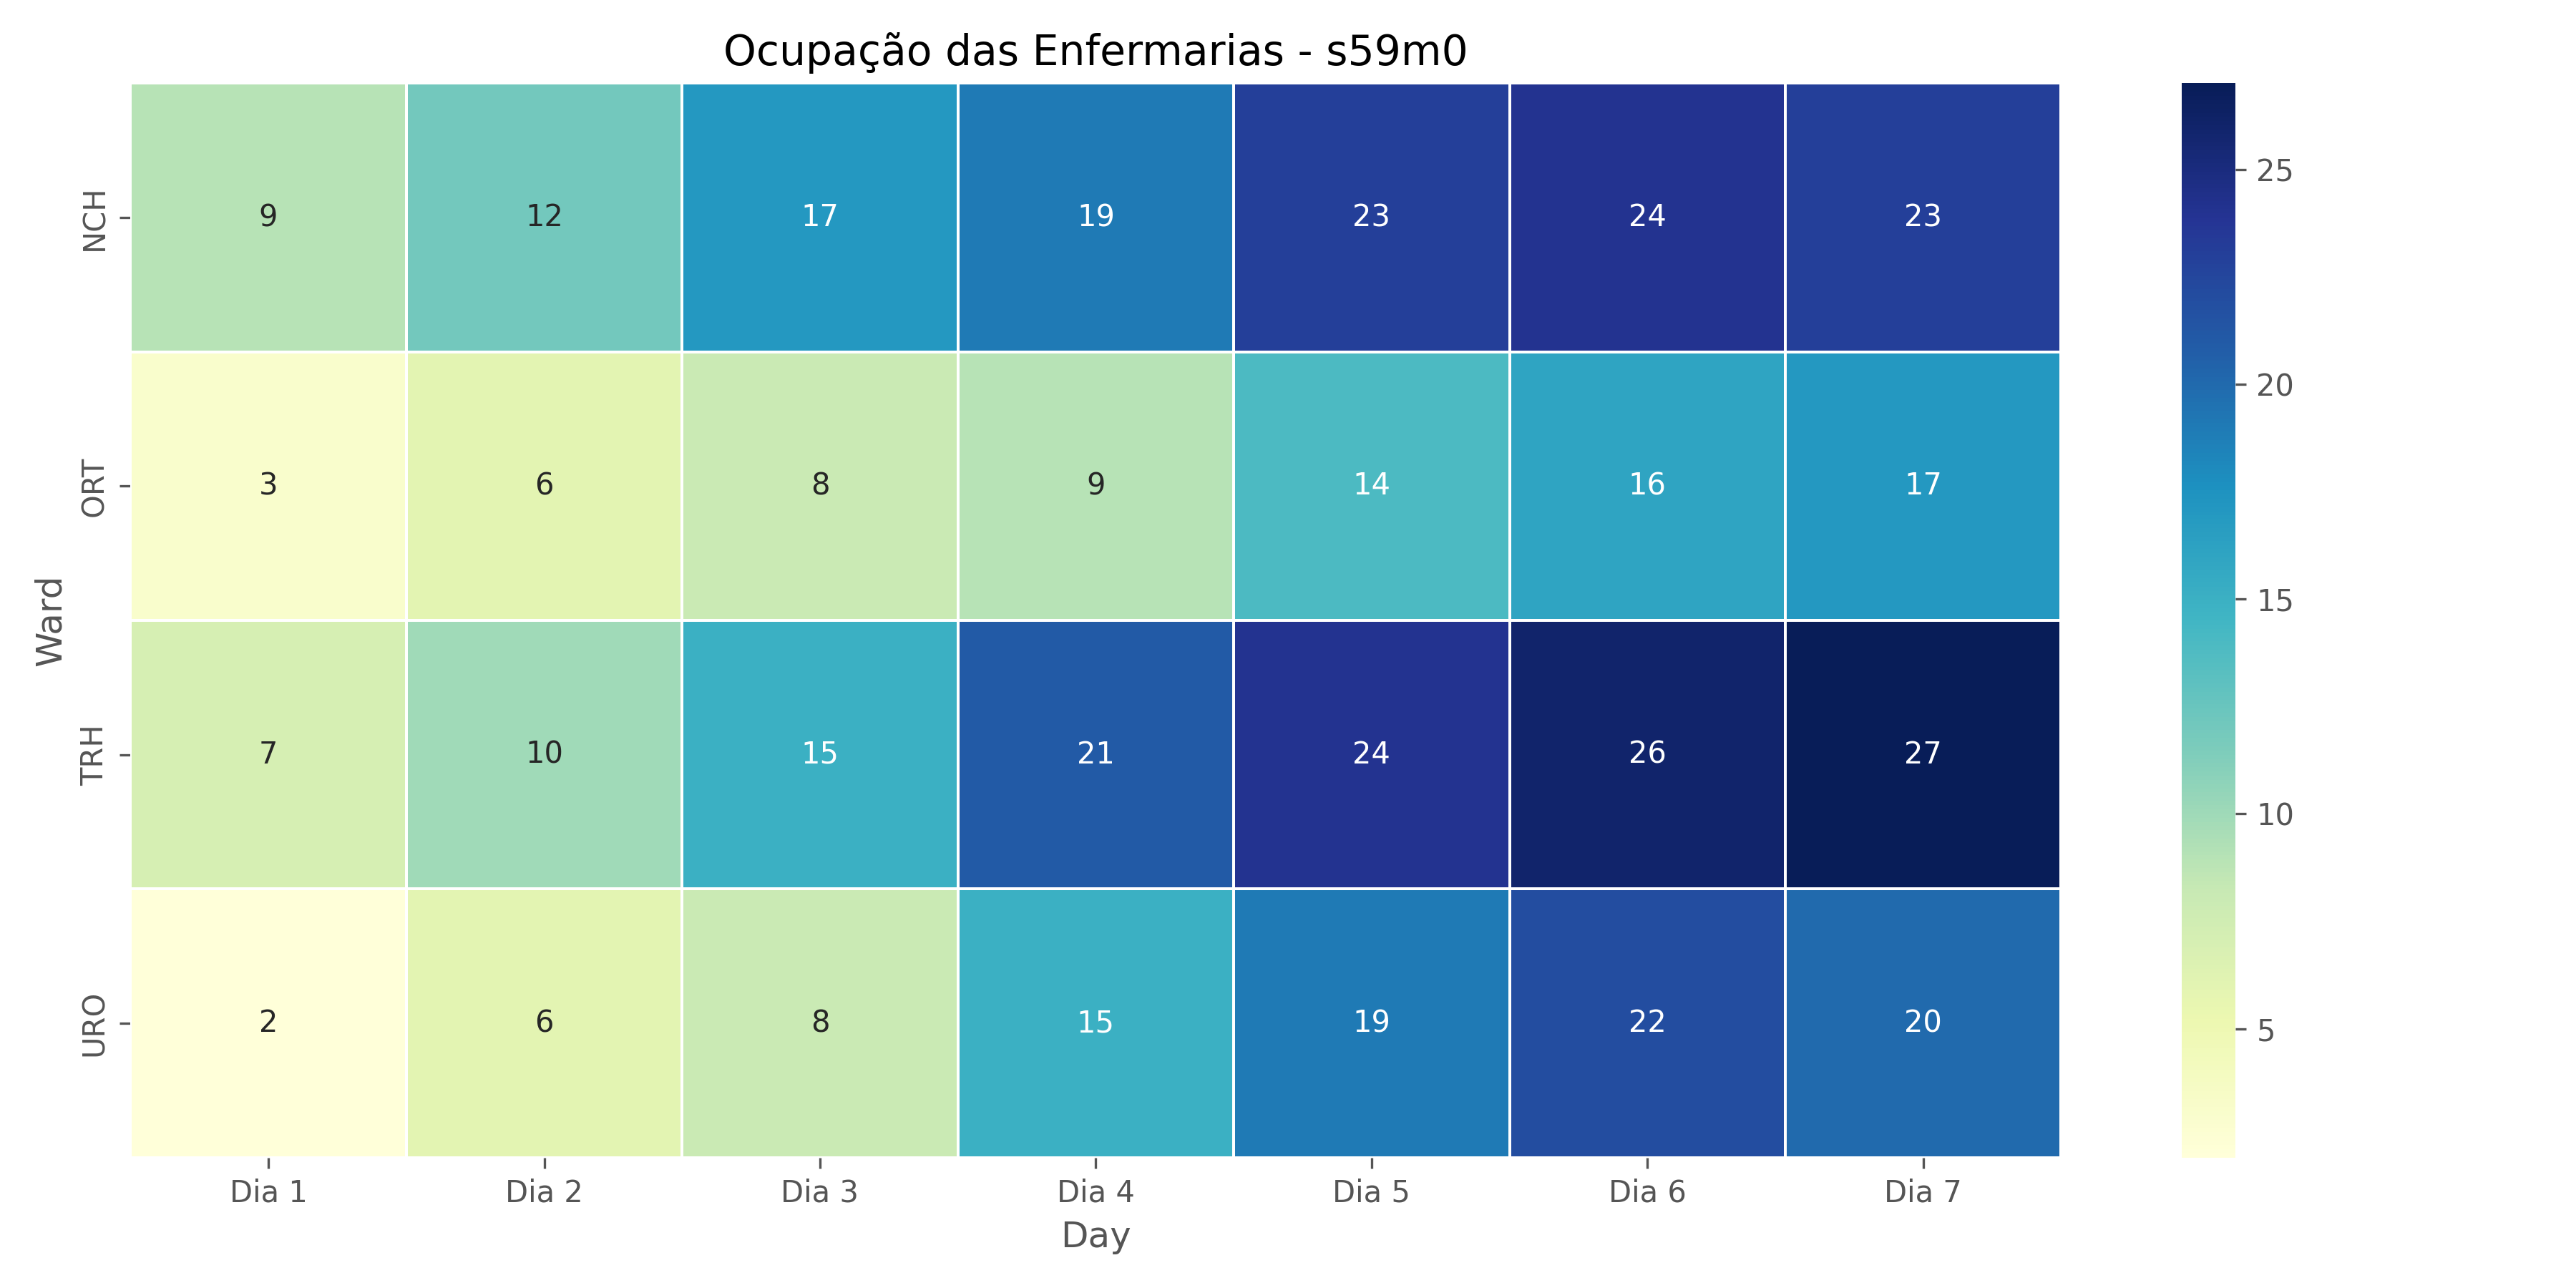 Ocupação das Enfermarias - s59m0
Ward
NCH 9 12 17 19 23 24 23
ORT 3 6 8 9 14 16 17
TRH 7 10 15 21 24 26 27
URO 2 6 8 15 19 22 20
Dia 1 Dia 2 Dia 3 Dia 4 Dia 5 Dia 6 Dia 7
Day
25
20
15
10
5